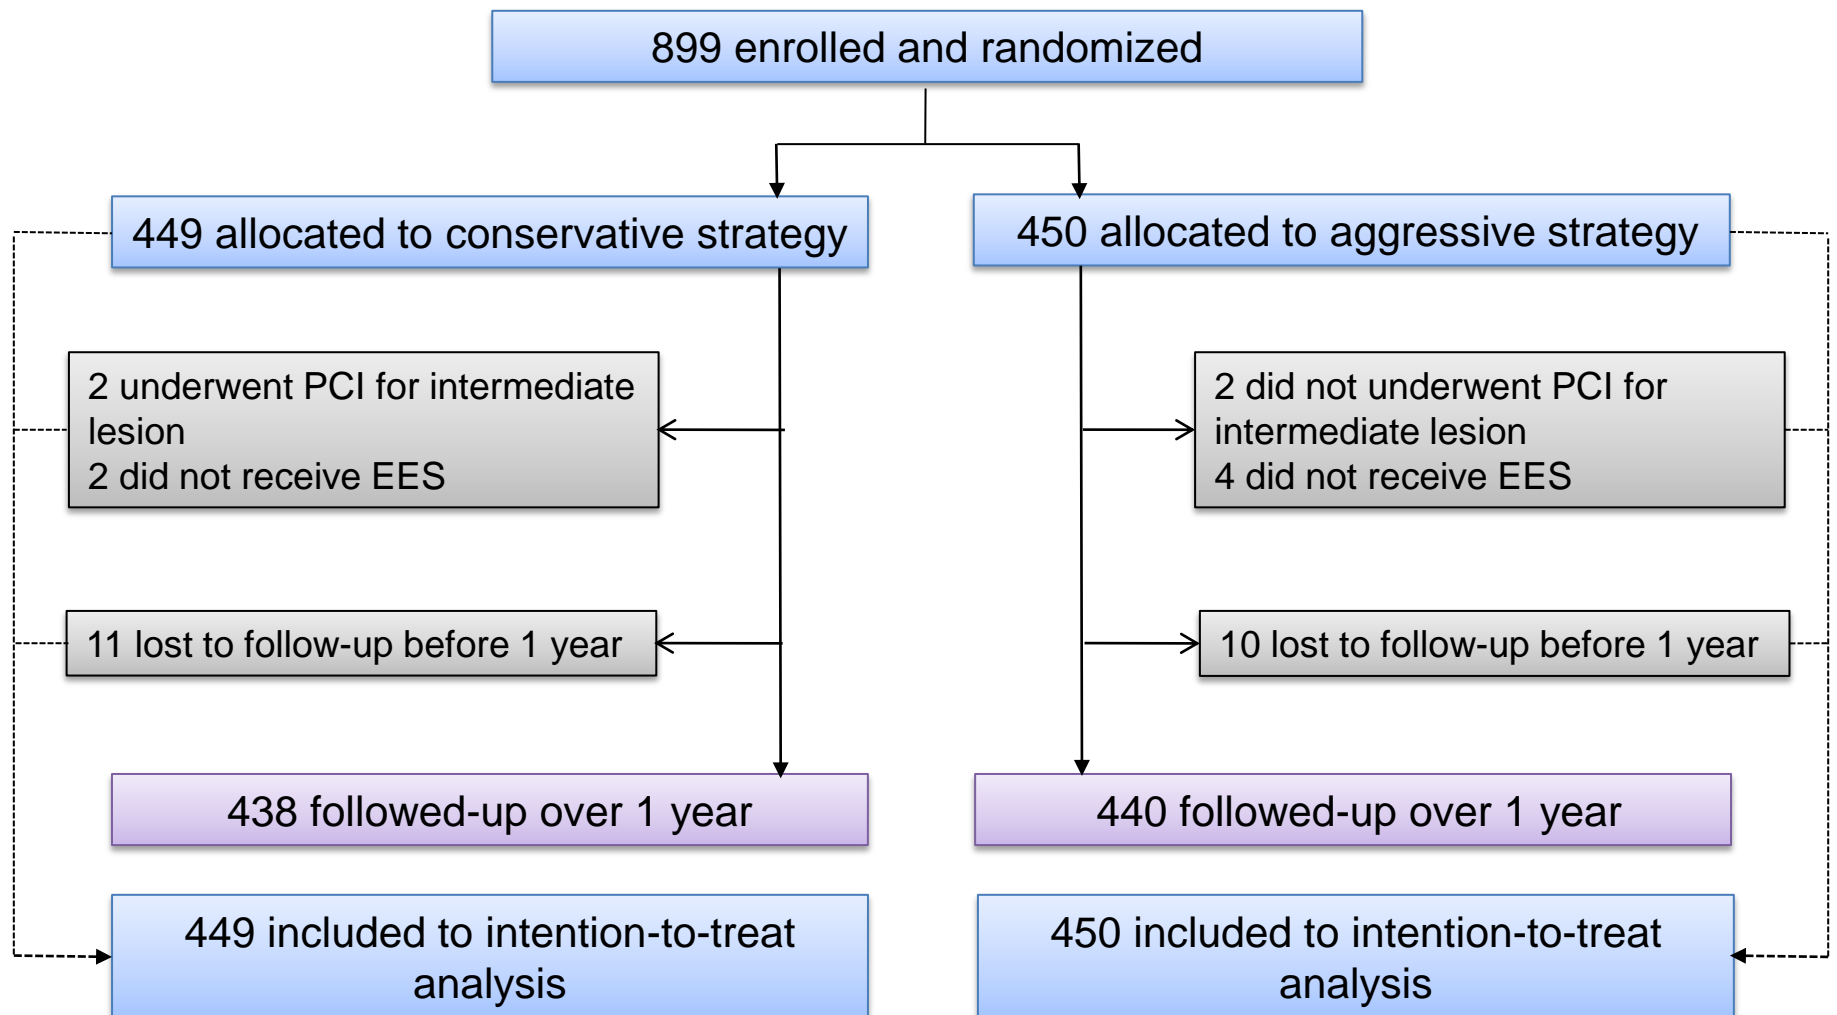 899 enrolled and randomized
449 allocated to conservative strategy
450 allocated to aggressive strategy
2 underwent PCI for intermediate
lesion
2 did not receive EES
2 did not underwent PCI for
intermediate lesion
4 did not receive EES
11 lost to follow-up before 1 year
10 lost to follow-up before 1 year
438 followed-up over 1 year
440 followed-up over 1 year
449 included to intention-to-treat
analysis
450 included to intention-to-treat
analysis